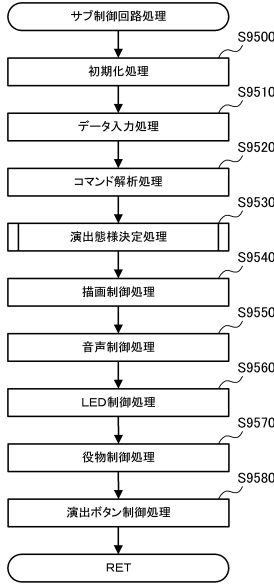 サブ制御回路処理
S9500
初期化処理
S9510
データ入力処理
S9520
コマンド解析処理
S9530
演出態様決定処理
S9540
描画制御処理
S9550
音声制御処理
S9560
LED制御処理
S9570
役物制御処理
S9580
演出ボタン制御処理
RET